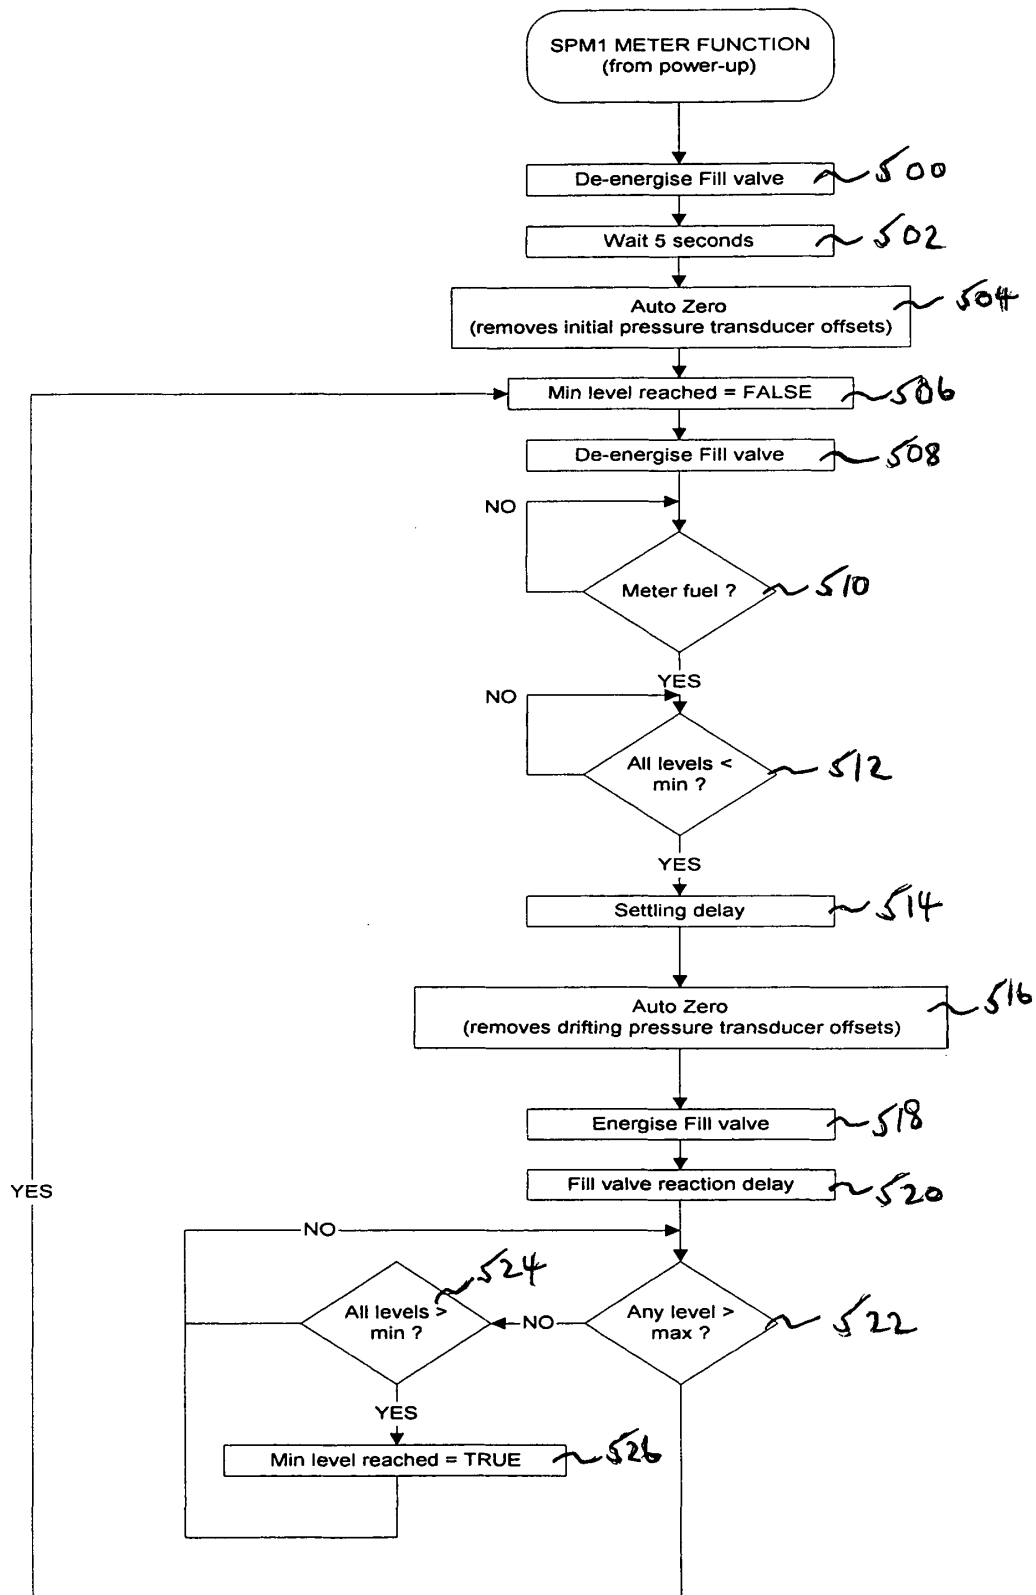 SPM1 METER FUNCTION
(from power-up)
De-energise Fill valve 500
Wait 5 seconds 502
Auto Zero 504
(removes initial pressure transducer offsets)
Min level reached = FALSE 506
De-energise Fill valve 508
NO
Meter fuel ? 510
YES
NO
All levels < 512
min ?
YES
Settling delay 514
Auto Zero 516
(removes drifting pressure transducer offsets)
Energise Fill valve 518
Fill valve reaction delay 520
YES
NO
524
All levels >
min ?
NO
Any level > 522
max ?
YES
Min level reached = TRUE 526